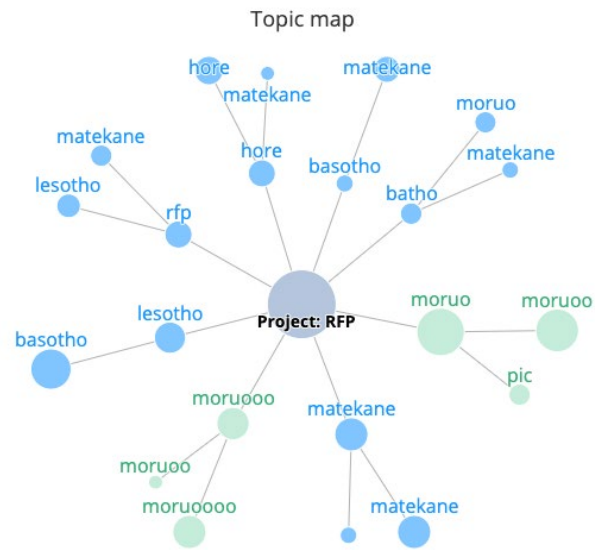 Topic map
hore
matekane
matekane
moruo
matekane
hore
basotho
matekane
lesotho
batho
rfp
moruo
moruoo
lesotho
Project: RFP
basotho
pic
moruooo
matekane
moruoo
moruoooo
matekane